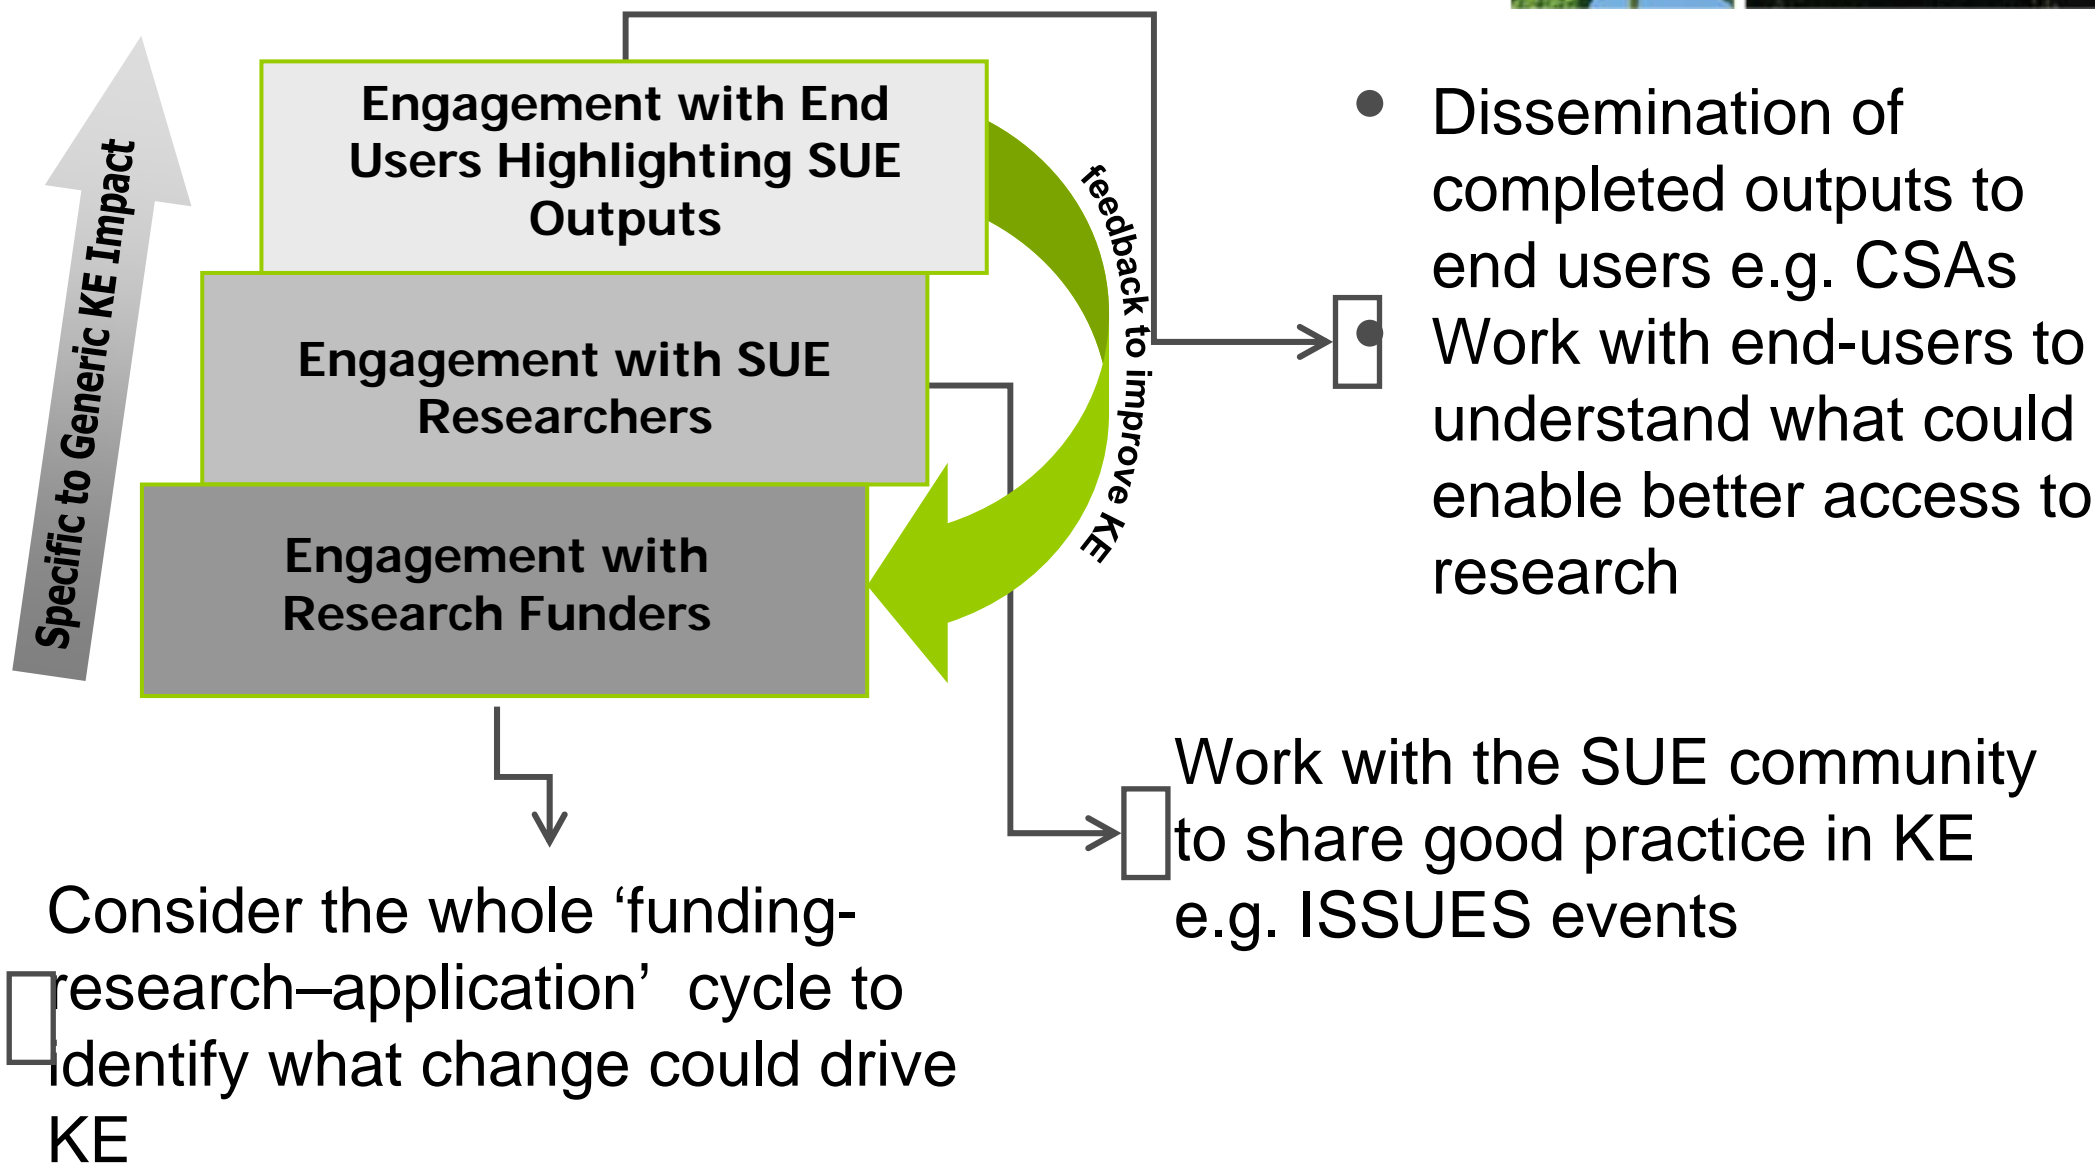 Specific to Generic KE Impact
Engagement with End
Users Highlighting SUE
Outputs
Engagement with SUE
Researchers
Engagement with
Research Funders
feedback to improve KE
• Dissemination of
completed outputs to
end users e.g. CSAs
• Work with end-users to
understand what could
enable better access to
research
Work with the SUE community
to share good practice in KE
e.g. ISSUES events
Consider the whole ‘funding-
research–application’ cycle to
identify what change could drive
KE